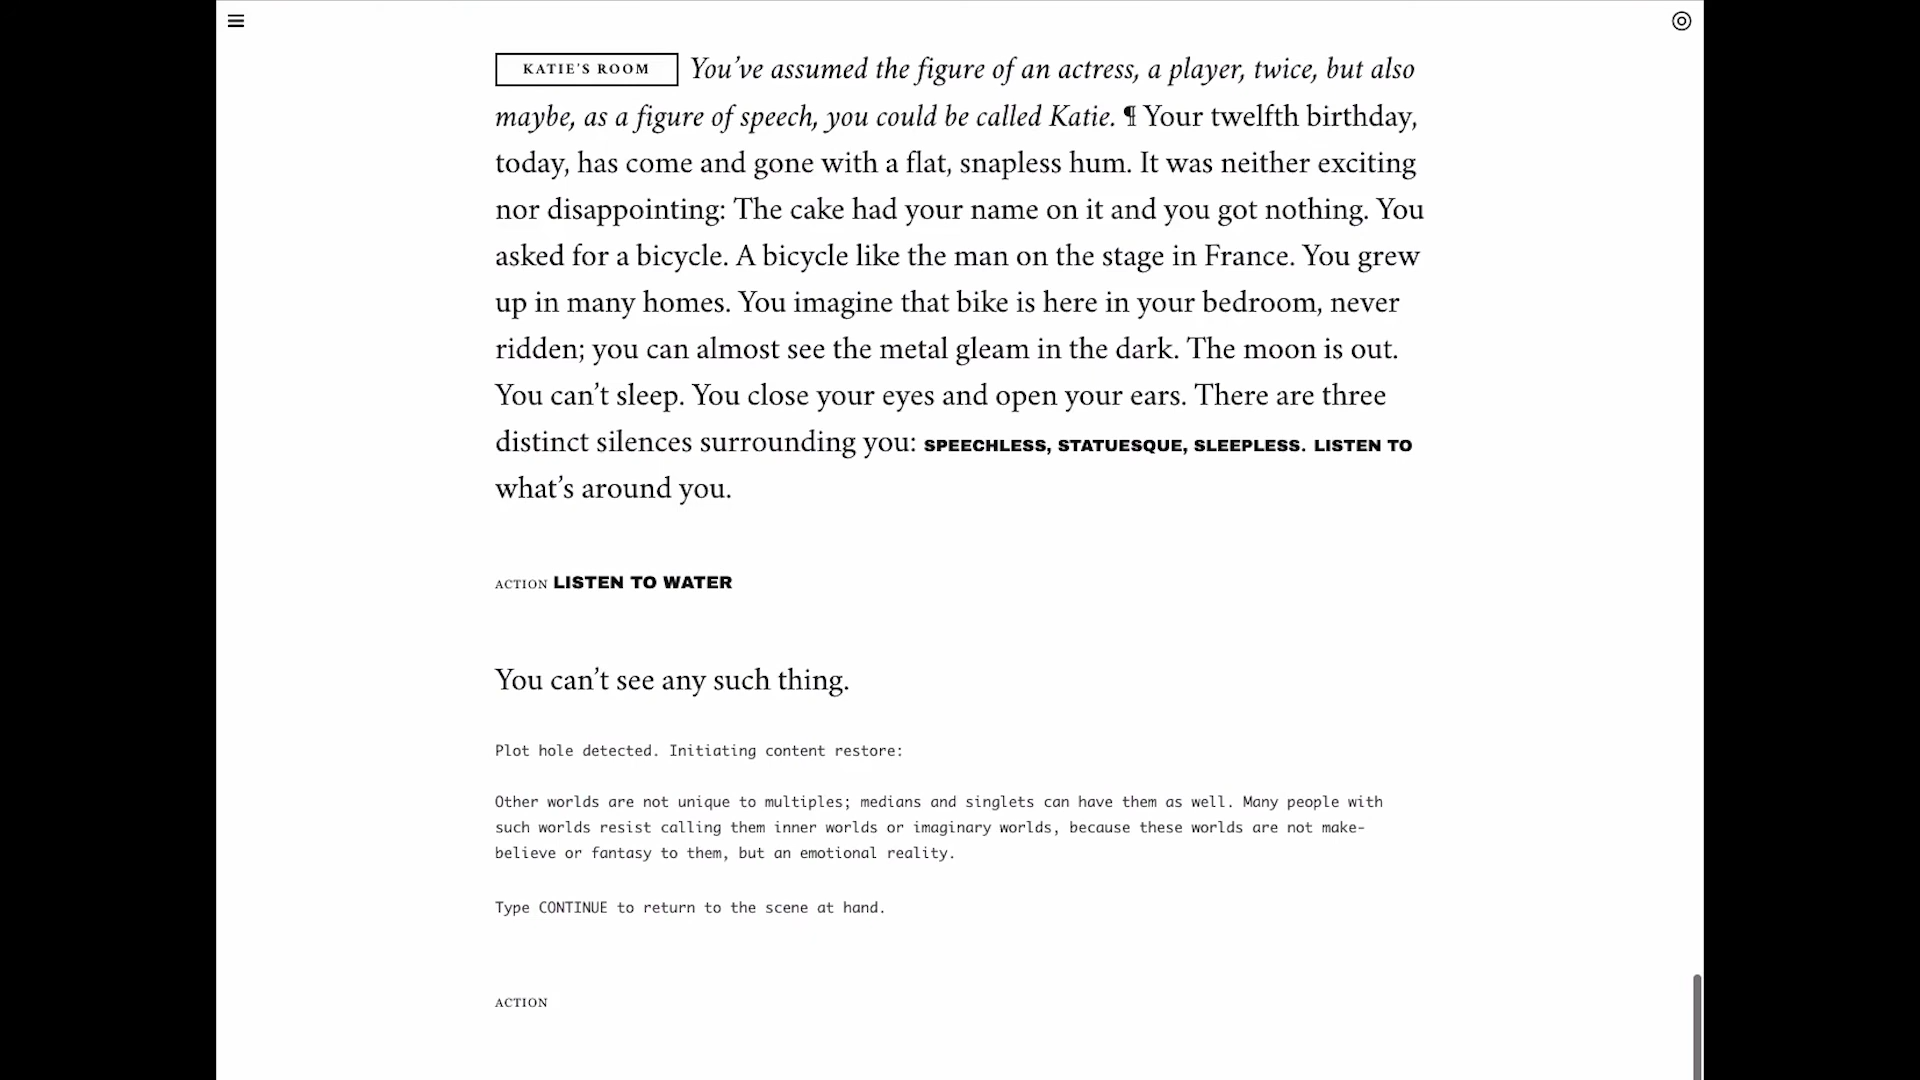 KATIE'S ROOM You've assumed the figure of an actress, a player, twice, but also
maybe, as a figure of speech, you could be called Katie. ¶ Your twelfth birthday,
today, has come and gone with a flat, snapless hum. It was neither exciting
nor disappointing: The cake had your name on it and you got nothing. You
asked for a bicycle. A bicycle like the man on the stage in France. You grew
up in many homes. You imagine that bike is here in your bedroom, never
ridden; you can almost see the metal gleam in the dark. The moon is out.
You can't sleep. You close your eyes and open your ears. There are three
distinct silences surrounding you: SPEECHLESS, STATUESQUE, SLEEPLESS. LISTEN TO
what's around you.
ACTION LISTEN TO WATER
You can't see any such thing.
Plot hole detected. Initiating content restore:
Other worlds are not unique to multiples; medians and singlets can have them as well. Many people with
such worlds resist calling them inner worlds or imaginary worlds, because these worlds are not make-
believe or fantasy to them, but an emotional reality.
Type CONTINUE to return to the scene at hand.
ACTION